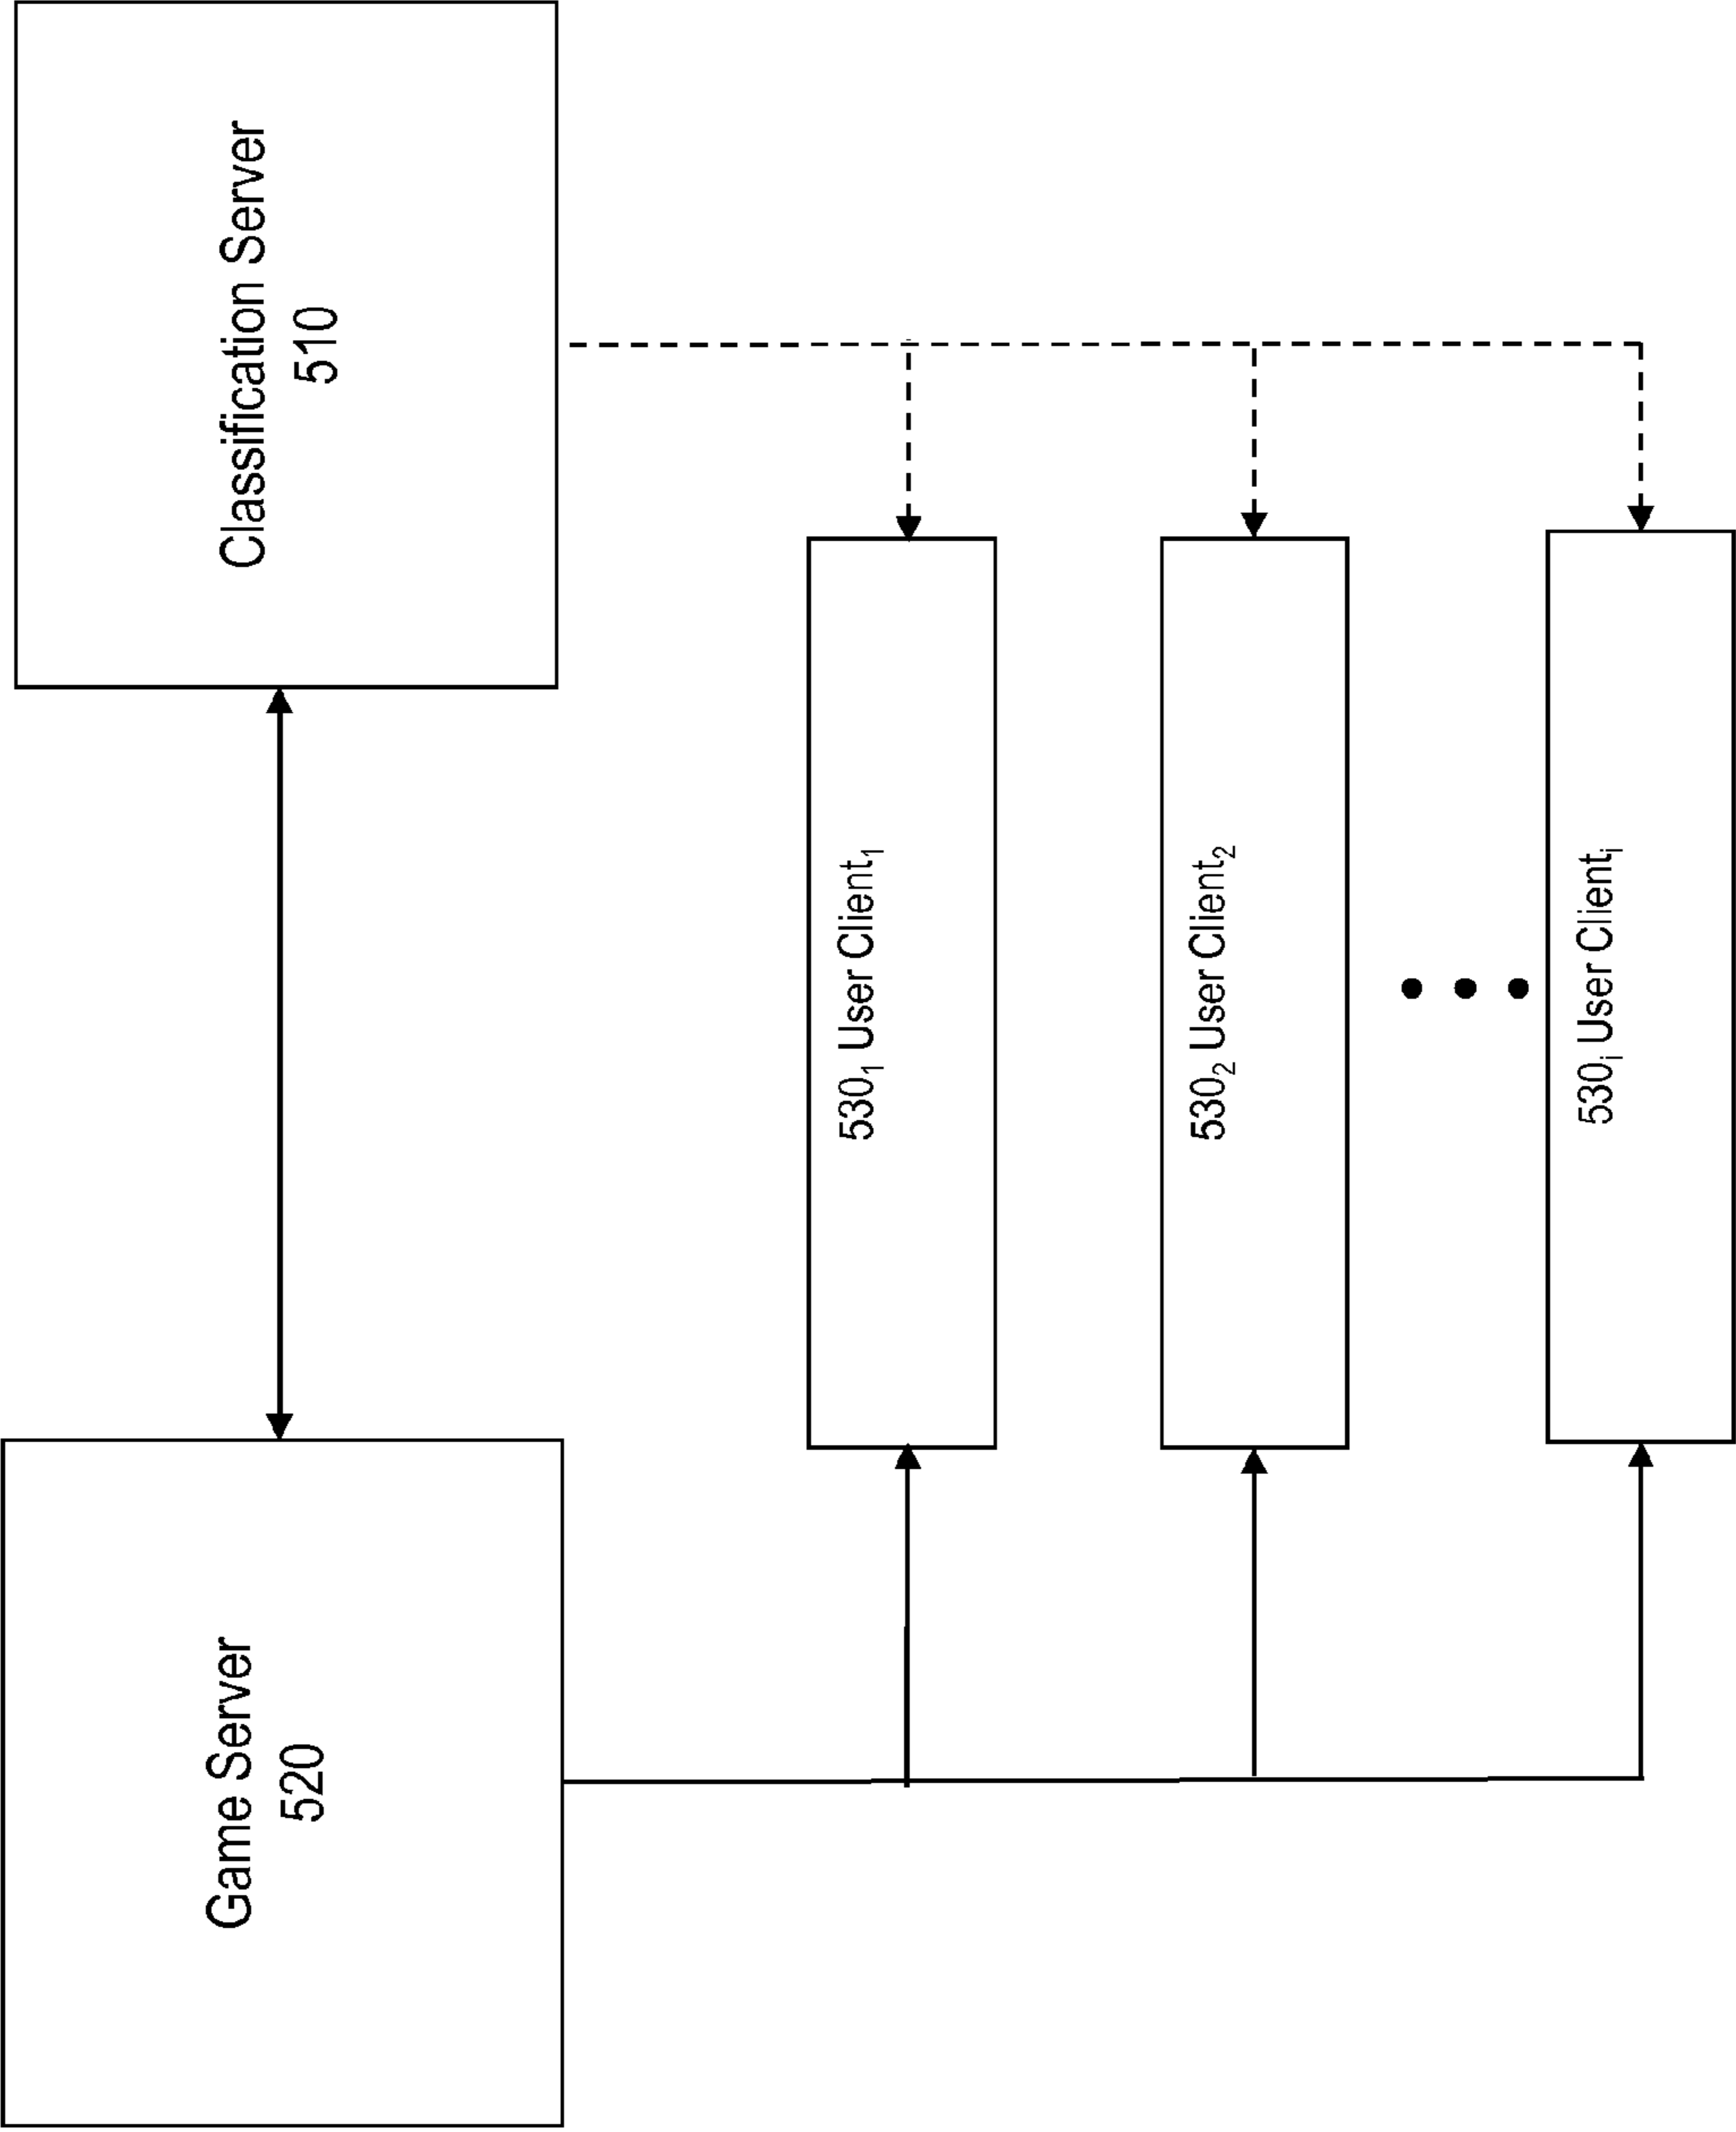 Game Server
520
Classification Server
510
530₁ User Client₁
530₂ User Client₂
530ᵢ User Clientᵢ